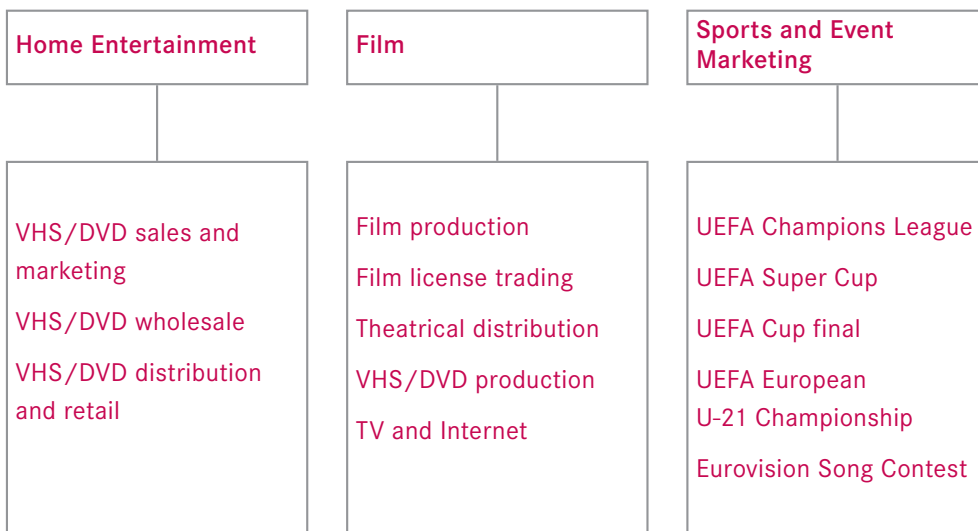 Home Entertainment
VHS/DVD sales and
marketing
VHS/DVD wholesale
VHS/DVD distribution
and retail
Film
Film production
Film license trading
Theatrical distribution
VHS/DVD production
TV and Internet
Sports and Event
Marketing
UEFA Champions League
UEFA Super Cup
UEFA Cup final
UEFA European
U-21 Championship
Eurovision Song Contest